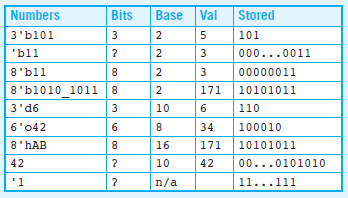 Numbers Bits Base Val Stored
3'b101 3 2 5 101
'b11 ? 2 3 000...0011
8'b11 8 2 3 00000011
8'b1010_1011 8 2 171 10101011
3'd6 3 10 6 110
6'o42 6 8 34 100010
8'hAB 8 16 171 10101011
42 ? 10 42 00...0101010
'1 ? n/a 11...111